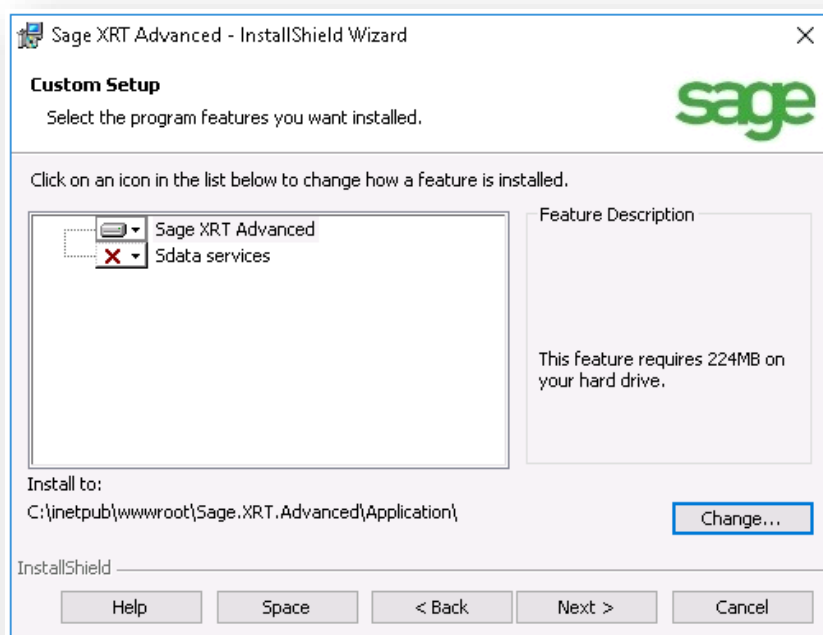 Sage XRT Advanced - InstallShield Wizard
Custom Setup
Select the program features you want installed.
sage
Click on an icon in the list below to change how a feature is installed.
Sage XRT Advanced
Sdata services
Feature Description
This feature requires 224MB on
your hard drive.
Install to:
C:\inetpub\wwwroot\Sage.XRT.Advanced\Application\
Change...
InstallShield
Help
Space
< Back
Next >
Cancel